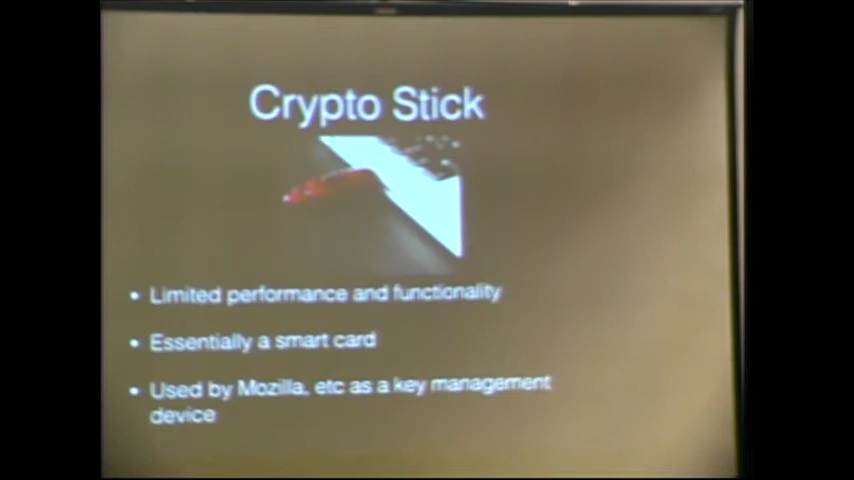 Crypto Stick
• Limited performance and functionality
• Essentially a smart card
• Used by Mozilla, etc as a key management
device